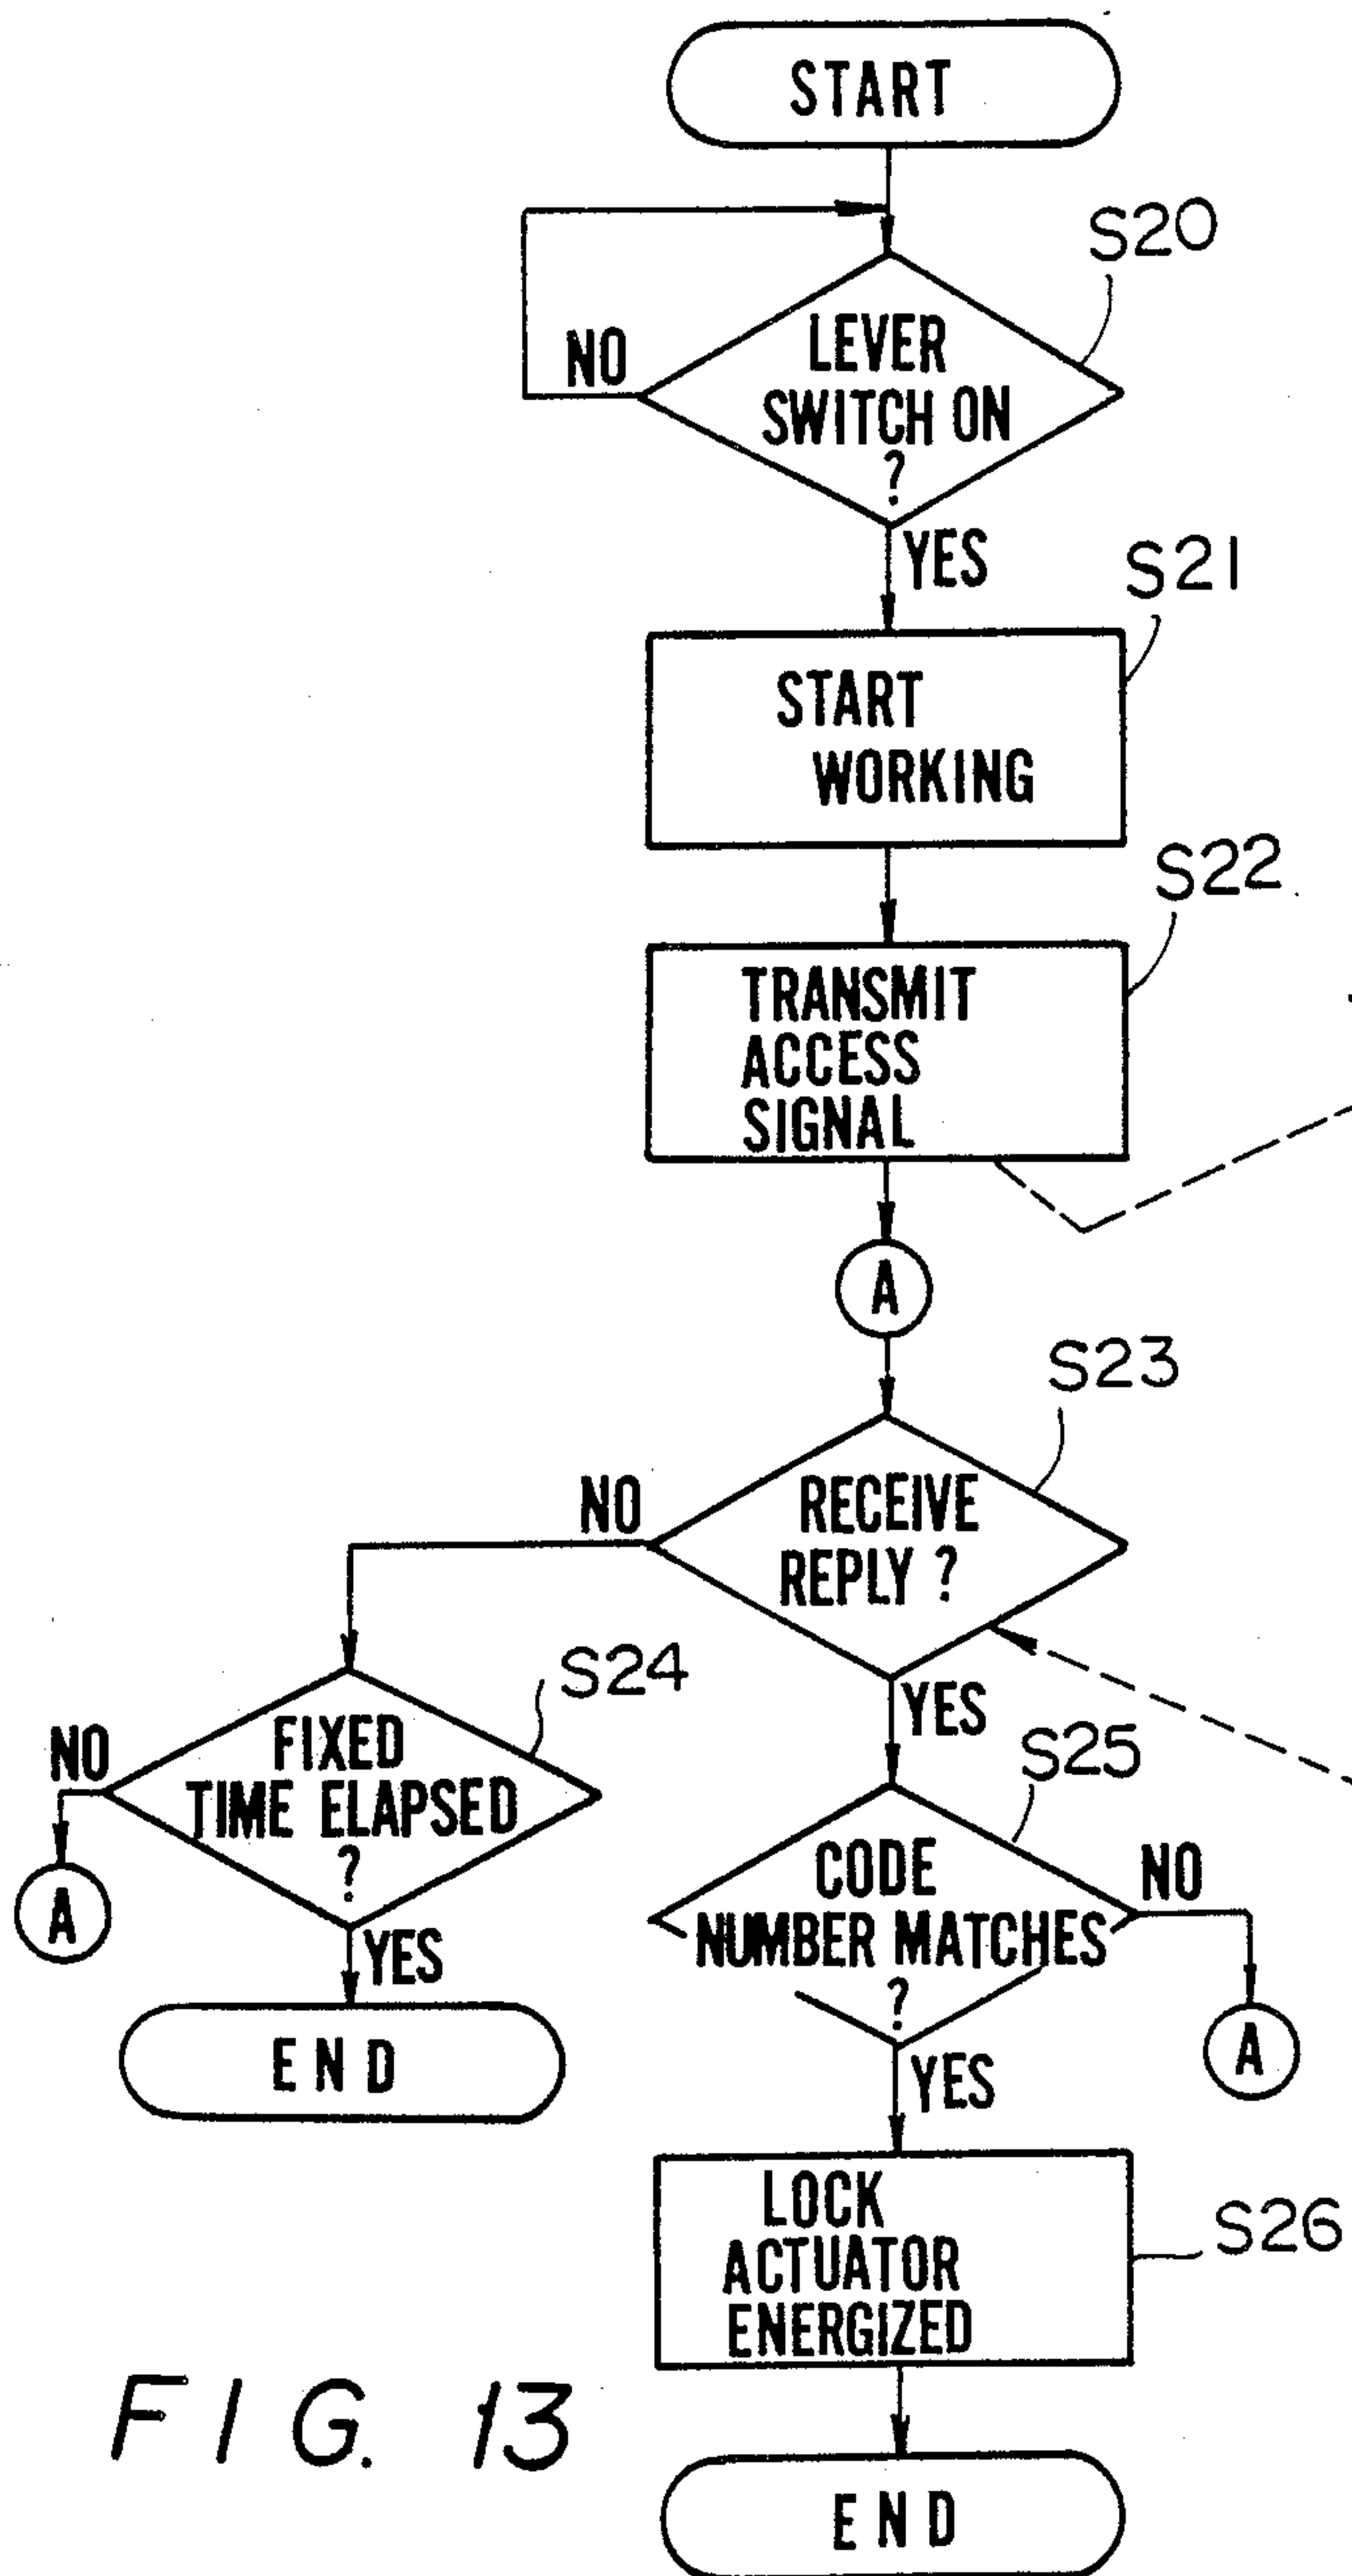 START
S20
LEVER
NO
SWITCH ON
?
YES
S21
START
WORKING
S22
TRANSMIT
ACCESS
SIGNAL
A
S23
NO
RECEIVE
REPLY ?
S24
YES
NO
FIXED
TIME ELAPSED
?
S25
CODE
NO
NUMBER MATCHES
?
A
YES
A
END
YES
LOCK
ACTUATOR
ENERGIZED
S26
FIG. 13
END